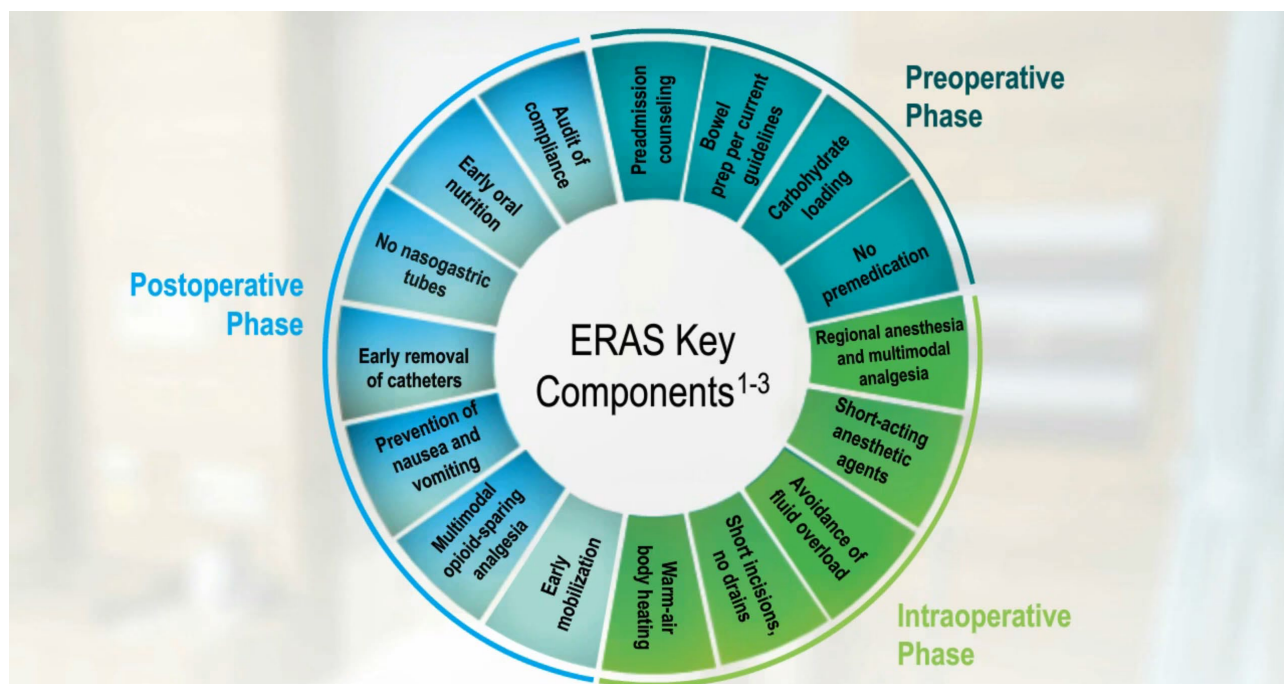 Preoperative
Phase
Preadmission
counseling
Bowel
prep per current
guidelines
Carbohydrate
loading
No
premedication
Intraoperative
Phase
Regional anesthesia
and multimodal
analgesia
Short-acting
anesthetic
agents
Avoidance of
fluid overload
Short incisions,
no drains
Warm-air
body heating
Postoperative
Phase
Early
mobilization
Multimodal
opioid-sparing
analgesia
Prevention of
nausea and
vomiting
Early removal
of catheters
No nasogastric
tubes
Early oral
nutrition
Audit of
compliance
ERAS Key
Components1-3